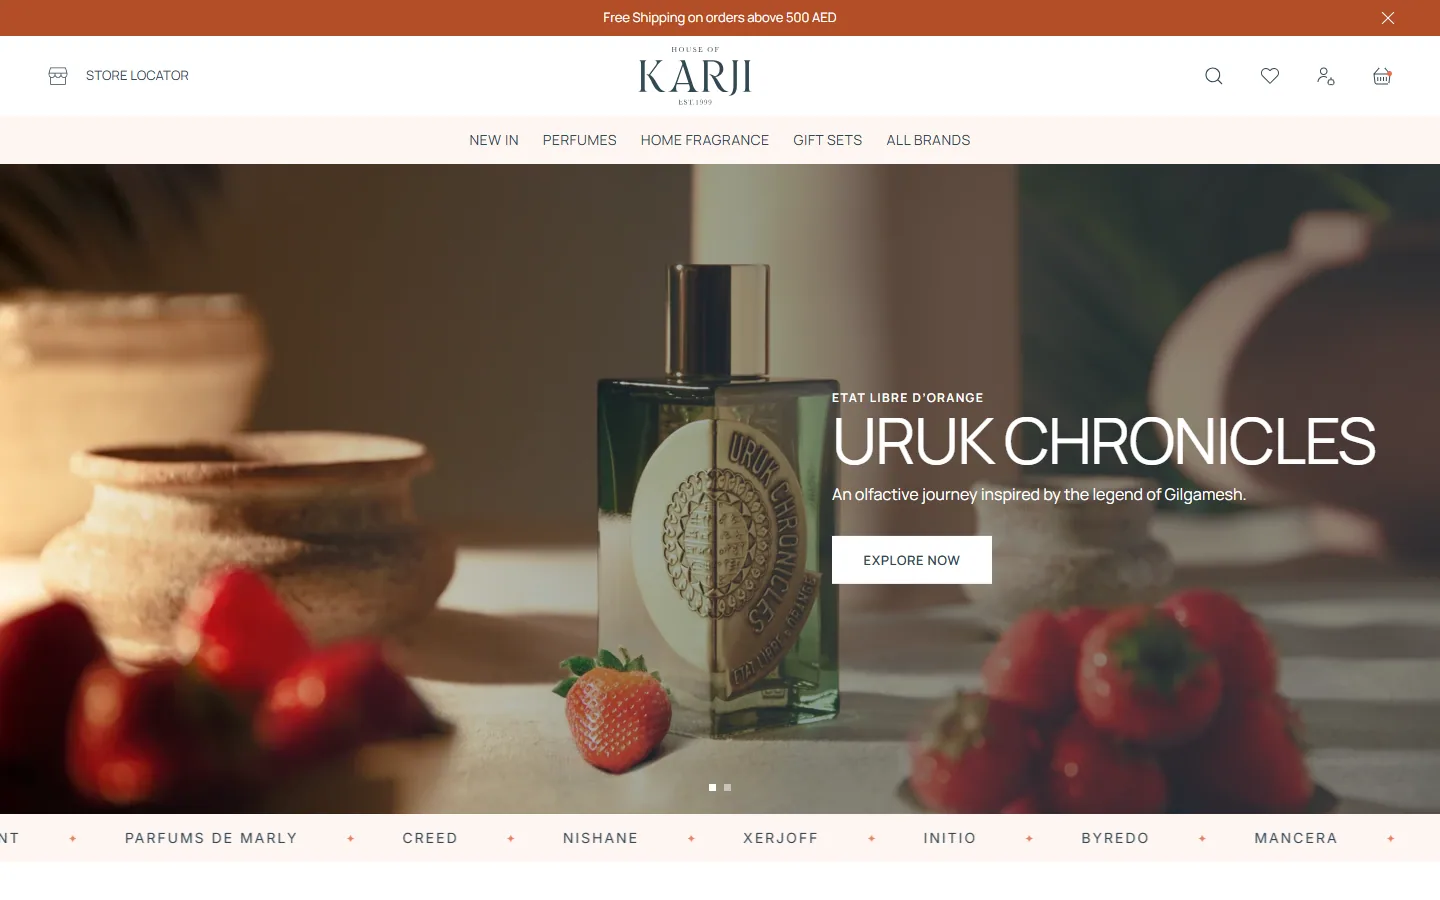 Free Shipping on orders above 500 AED
STORE LOCATOR
HOUSE OF
KARJI
EST. 1999
NEW IN
PERFUMES
HOME FRAGRANCE
GIFT SETS
ALL BRANDS
ETAT LIBRE D'ORANGE
URUK CHRONICLES
An olfactive journey inspired by the legend of Gilgamesh.
EXPLORE NOW
URUK CHRONICLES
NT
PARFUMS DE MARLY
CREED
NISHANE
XERJOFF
INITIO
BYREDO
MANCERA